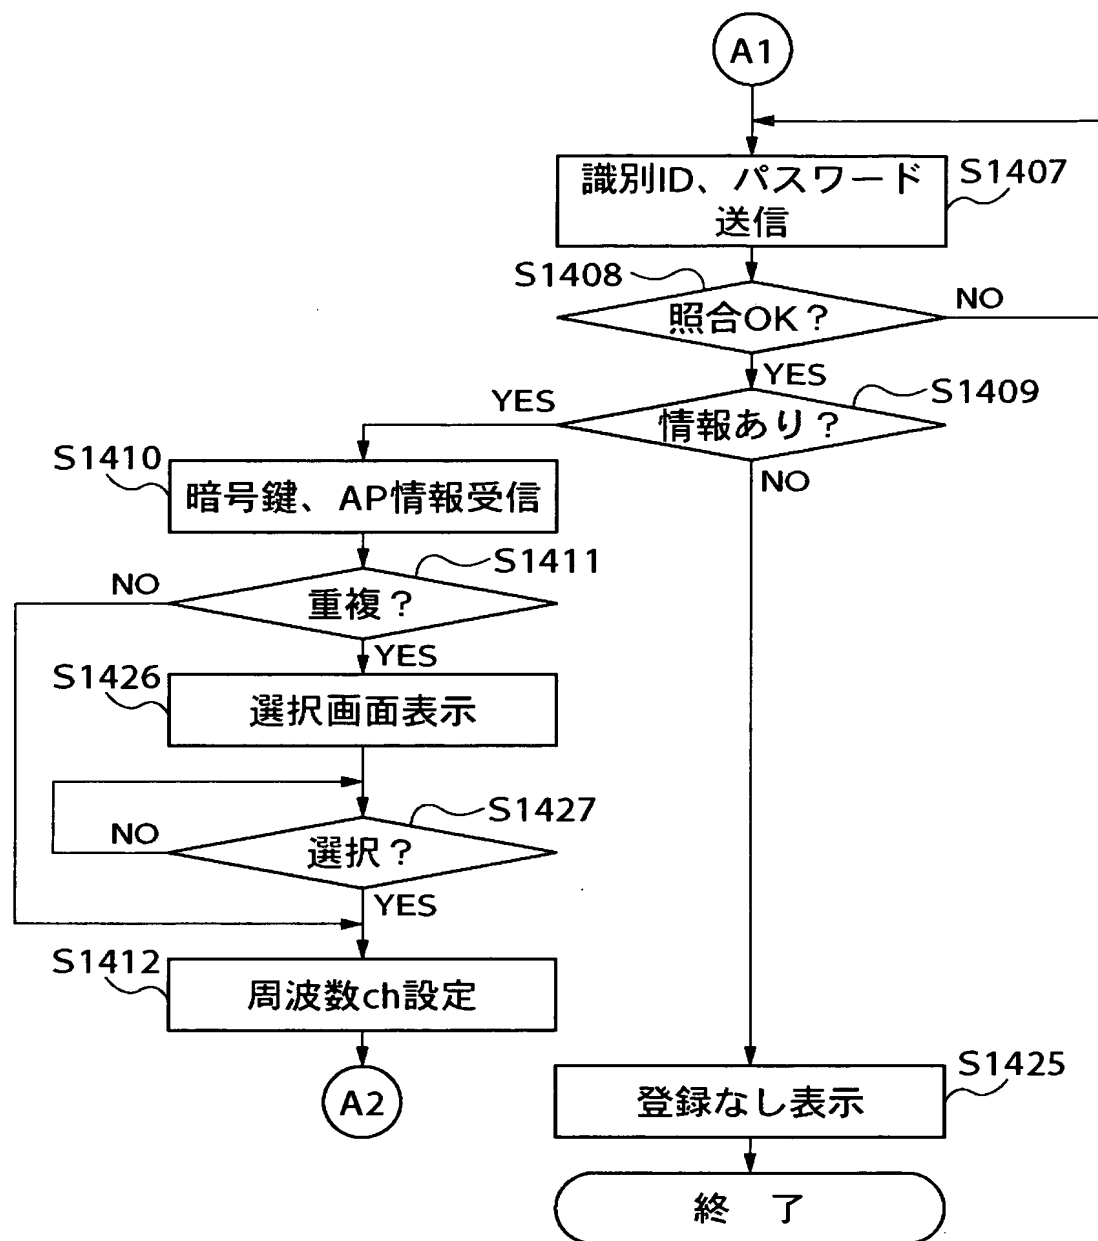 A1
識別ID、パスワード
送信
S1407
S1408
照合OK？
NO
YES
S1409
情報あり？
YES
NO
S1410
暗号鍵、AP情報受信
S1411
重複？
NO
YES
S1426
選択画面表示
S1427
選択？
NO
YES
S1412
周波数ch設定
A2
S1425
登録なし表示
終　了